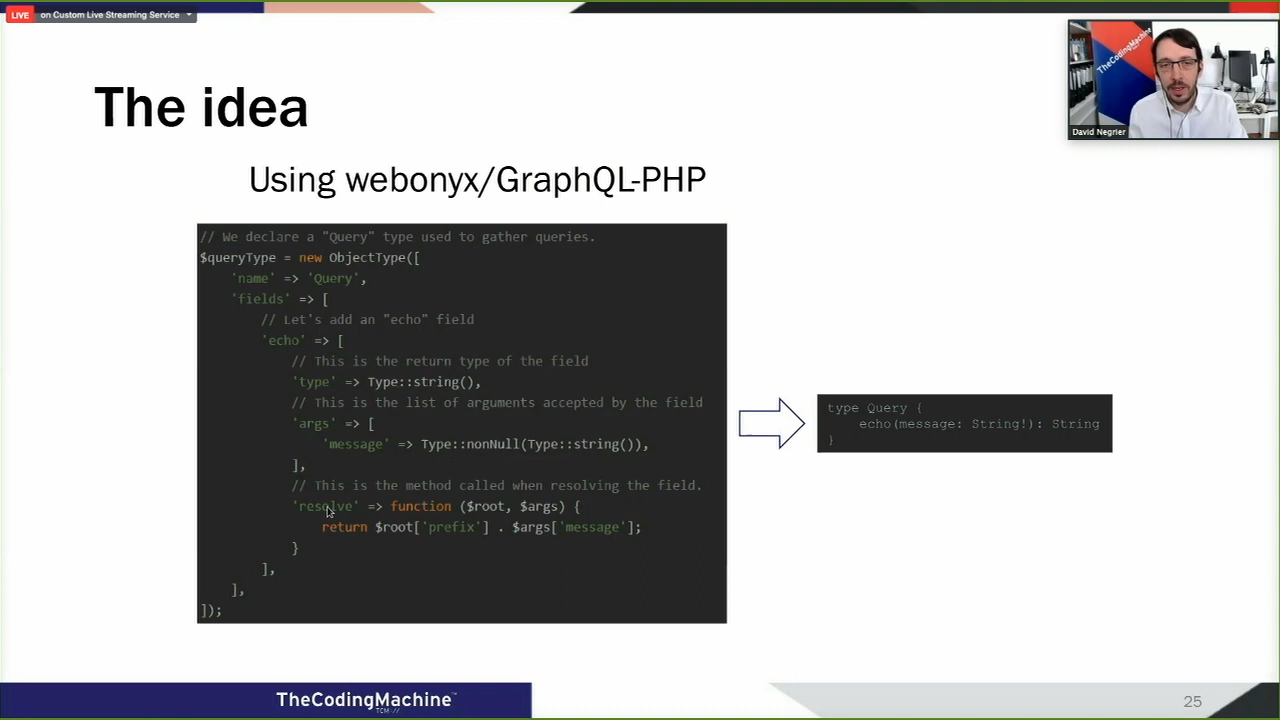 LIVE on Custom Live Streaming Service
TheCodingMachine
David Negrier
The idea
Using webonyx/GraphQL-PHP
// We declare a "Query" type used to gather queries.
$queryType = new ObjectType([
    'name' => 'Query',
    'fields' => [
        // Let's add an "echo" field
        'echo' => [
            // This is the return type of the field
            'type' => Type::string(),
            // This is the list of arguments accepted by the field
            'args' => [
                'message' => Type::nonNull(Type::string()),
            ],
            // This is the method called when resolving the field.
            'resolve' => function ($root, $args) {
                return $root['prefix'] . $args['message'];
            }
        ],
    ],
]);
type Query {
    echo(message: String!): String
}
TheCodingMachine™
TCM //
25